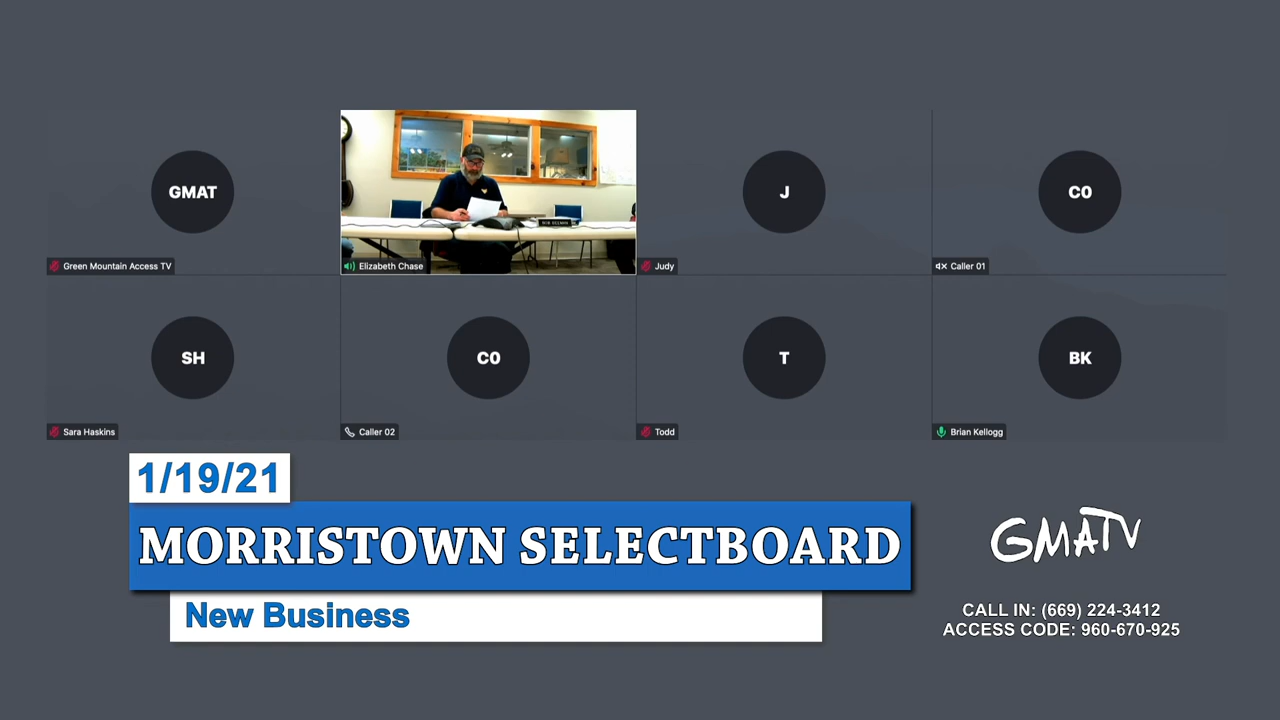 GMAT
J
C0
Green Mountain Access TV
Elizabeth Chase
Judy
Caller 01
SH
C0
T
BK
Sara Haskins
Caller 02
Todd
Brian Kellogg
1/19/21
MORRISTOWN SELECTBOARD
New Business
GMATV
CALL IN: (669) 224-3412
ACCESS CODE: 960-670-925